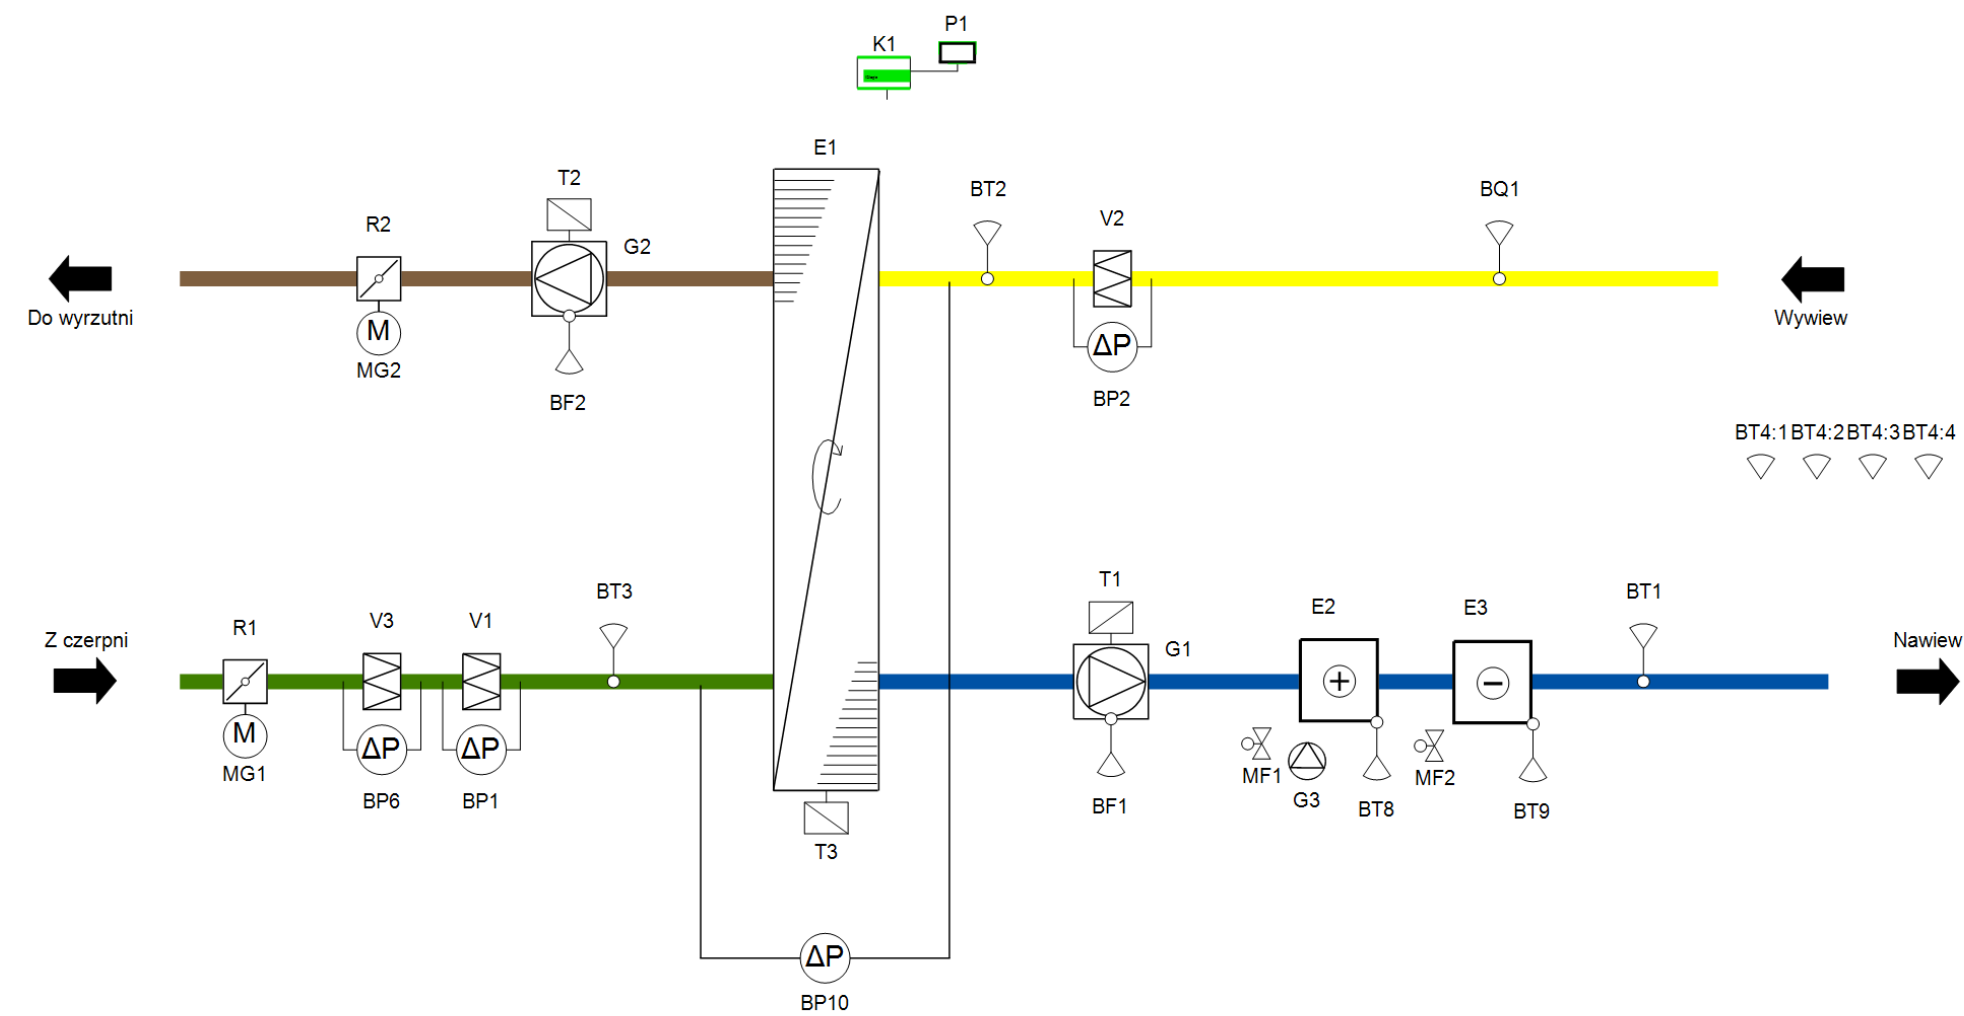 P1
K1
E1
T2
BT2
BQ1
R2
V2
G2
Do wyrzutni
Wywiew
M
ΔP
MG2
BF2
BP2
BT4:1 BT4:2 BT4:3 BT4:4
T1
BT3
BT1
E2
E3
R1
V3
V1
Z czerpni
Nawiew
G1
+
−
M
ΔP
ΔP
MG1
BP6
BP1
MF1
G3
BF1
BT8
MF2
BT9
T3
ΔP
BP10